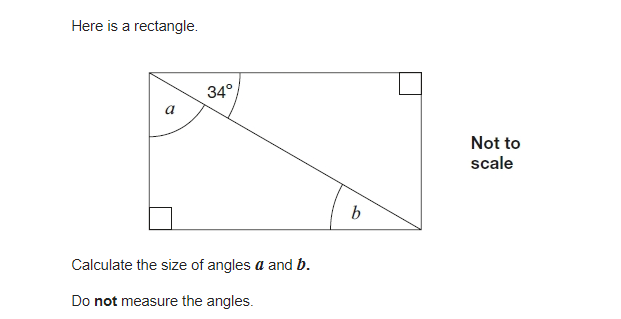 Here is a rectangle.
34°
a
Not to
scale
b
Calculate the size of angles a and b.
Do not measure the angles.